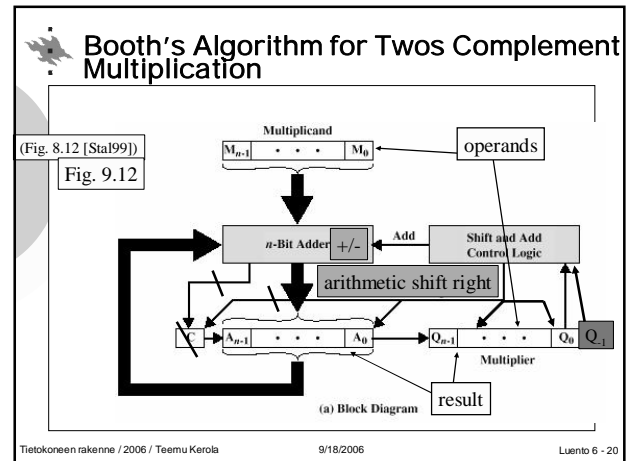 Booth's Algorithm for Twos Complement
Multiplication
(Fig. 8.12 [Stal99])
Fig. 9.12
Multiplicand
Mn-1 · · · M0
operands
n-Bit Adder +/-
Add
Shift and Add
Control Logic
arithmetic shift right
C
An-1 · · · A0
Qn-1 · · · Q0
Q-1
Multiplier
result
(a) Block Diagram
Tietokoneen rakenne / 2006 / Teemu Kerola
9/18/2006
Luento 6 - 20